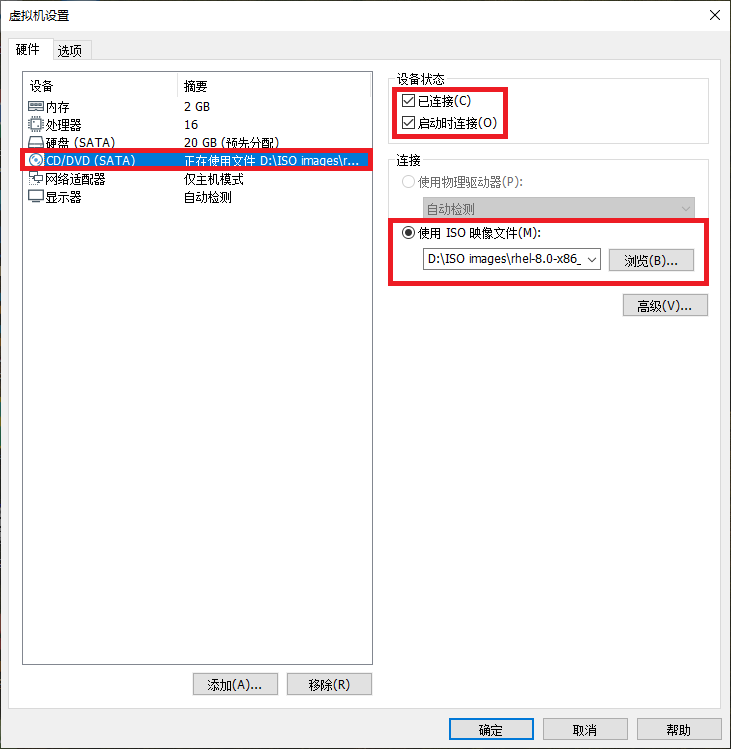 虚拟机设置
硬件 选项
设备 摘要
内存 2 GB
处理器 16
硬盘 (SATA) 20 GB (预先分配)
CD/DVD (SATA) 正在使用文件 D:\ISO images\r...
网络适配器 仅主机模式
显示器 自动检测
添加(A)... 移除(R)
设备状态
已连接(C)
启动时连接(O)
连接
使用物理驱动器(P):
自动检测
使用 ISO 映像文件(M):
D:\ISO images\rhel-8.0-x86_ 浏览(B)...
高级(V)...
确定 取消 帮助